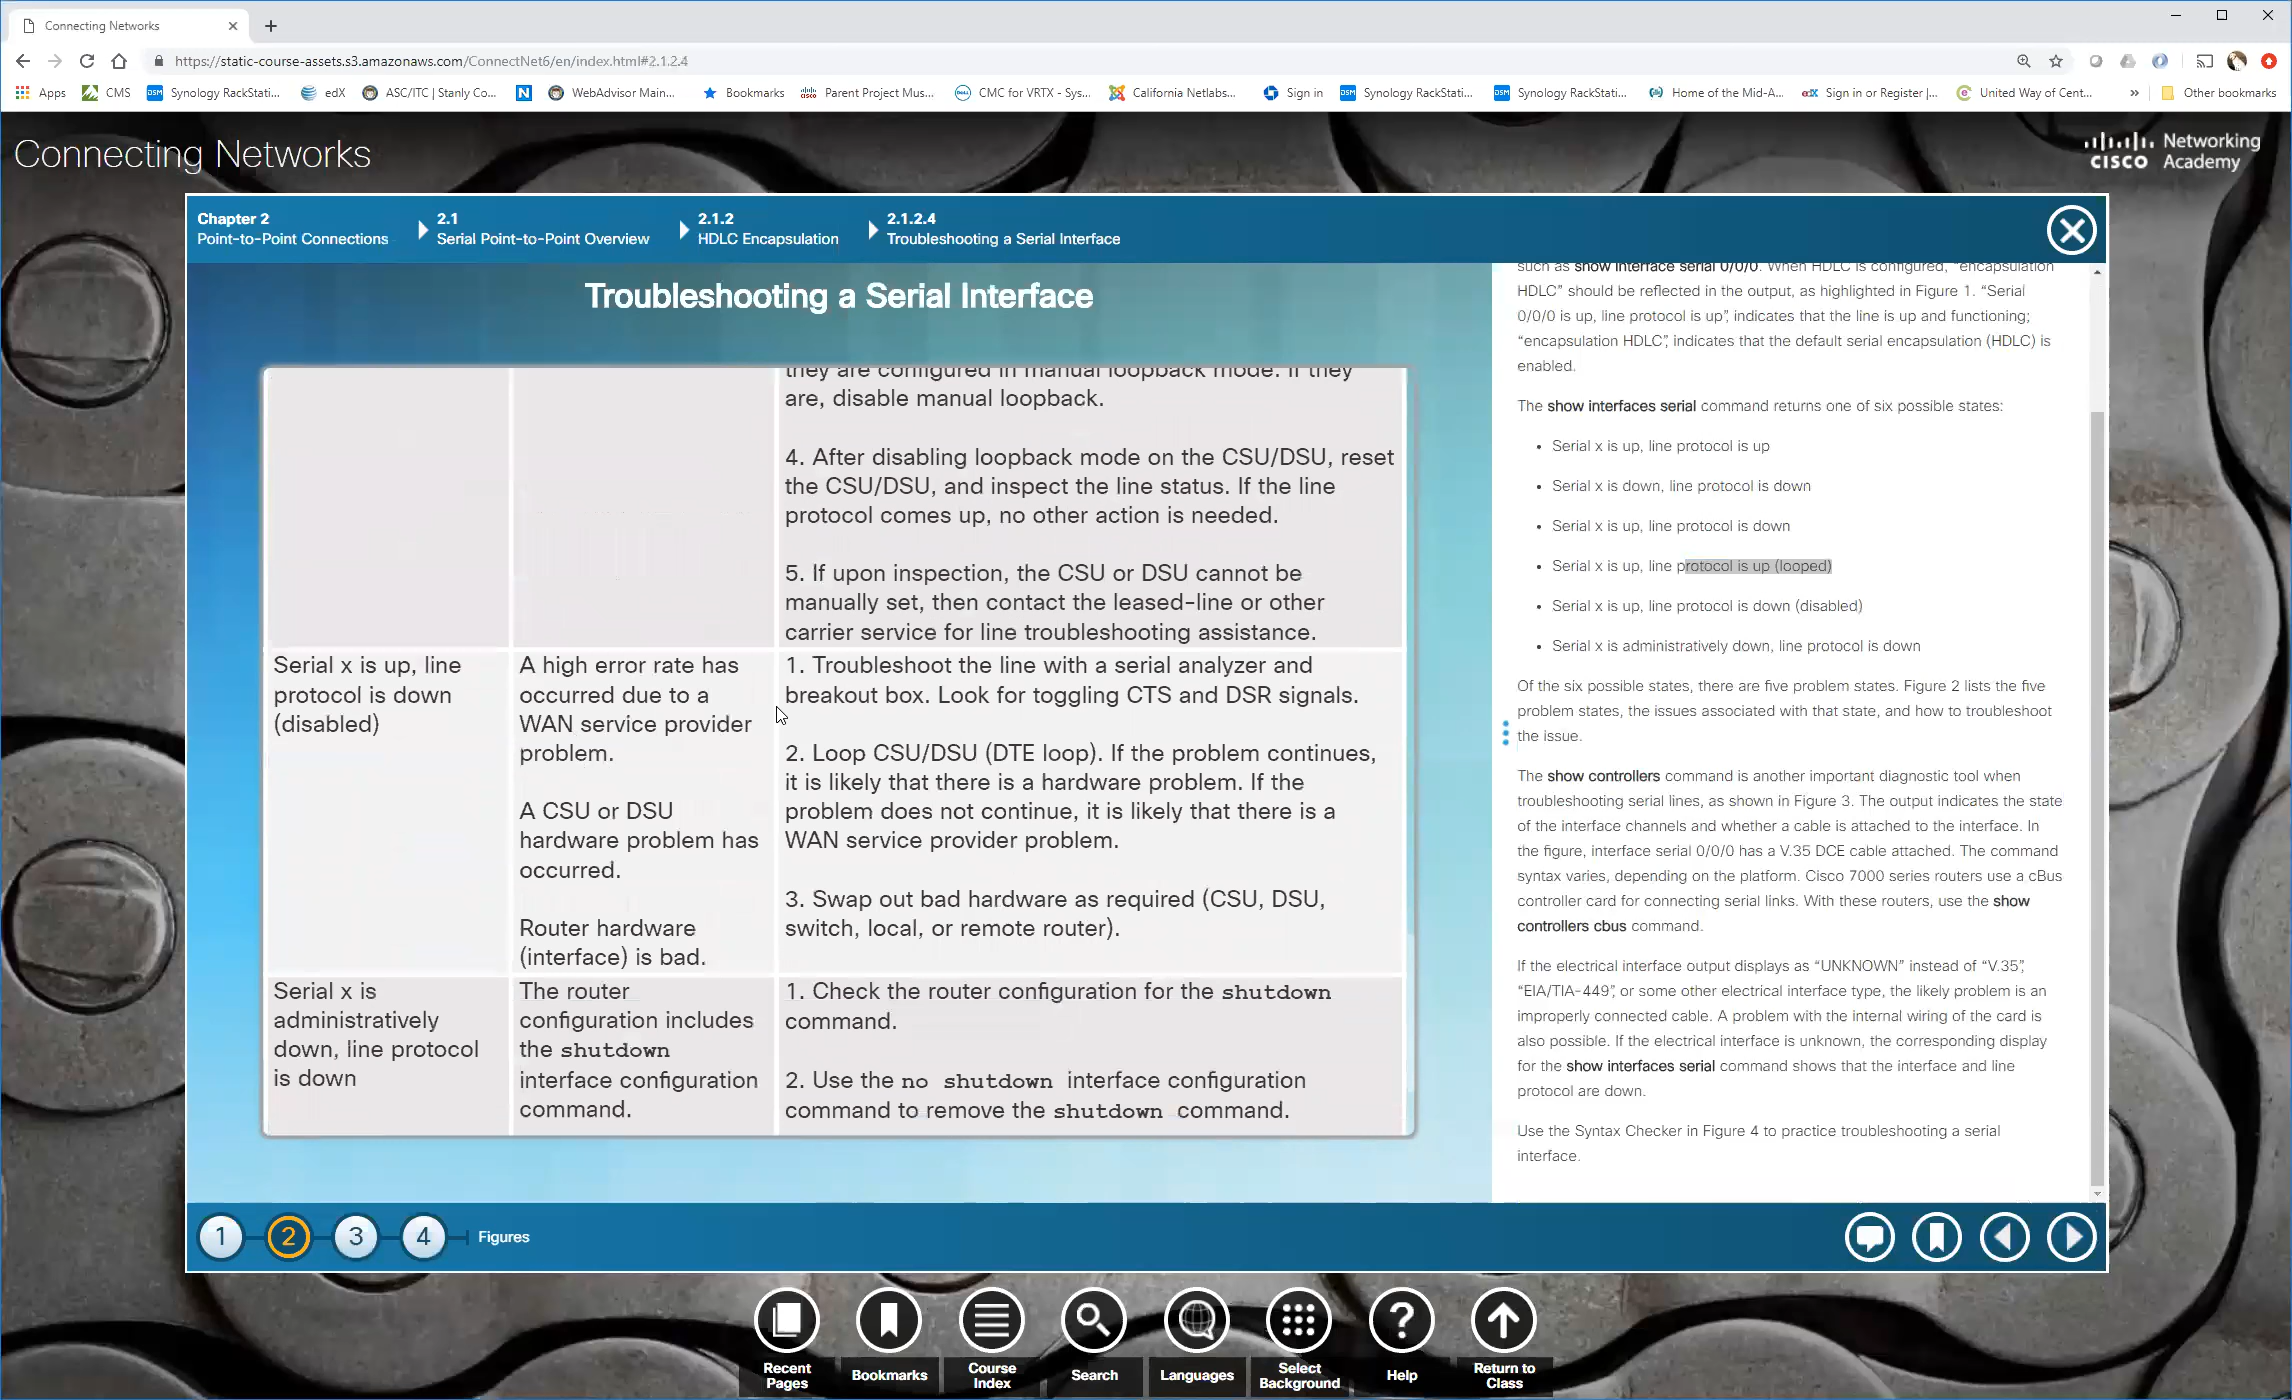 Connecting Networks
https://static-course-assets.s3.amazonaws.com/ConnectNet6/en/index.html#2.1.2.4
Apps
CMS
Synology RackStati...
edX
ASC/ITC | Stanly Co...
WebAdvisor Main...
Bookmarks
Parent Project Mus...
CMC for VRTX - Sys...
California Netlabs...
Sign in
Synology RackStati...
Synology RackStati...
Home of the Mid-A...
Sign in or Register |...
United Way of Cent...
»
Other bookmarks
Connecting Networks
CISCO
Networking
Academy
Chapter 2
Point-to-Point Connections
2.1
Serial Point-to-Point Overview
2.1.2
HDLC Encapsulation
2.1.2.4
Troubleshooting a Serial Interface
Troubleshooting a Serial Interface
they are configured in manual loopback mode. If they
are, disable manual loopback.
4. After disabling loopback mode on the CSU/DSU, reset
the CSU/DSU, and inspect the line status. If the line
protocol comes up, no other action is needed.
5. If upon inspection, the CSU or DSU cannot be
manually set, then contact the leased-line or other
carrier service for line troubleshooting assistance.
Serial x is up, line
protocol is down
(disabled)
A high error rate has
occurred due to a
WAN service provider
problem.
A CSU or DSU
hardware problem has
occurred.
Router hardware
(interface) is bad.
1. Troubleshoot the line with a serial analyzer and
breakout box. Look for toggling CTS and DSR signals.
2. Loop CSU/DSU (DTE loop). If the problem continues,
it is likely that there is a hardware problem. If the
problem does not continue, it is likely that there is a
WAN service provider problem.
3. Swap out bad hardware as required (CSU, DSU,
switch, local, or remote router).
Serial x is
administratively
down, line protocol
is down
The router
configuration includes
the shutdown
interface configuration
command.
1. Check the router configuration for the shutdown
command.
2. Use the no shutdown interface configuration
command to remove the shutdown command.
such as show interface serial 0/0/0. When HDLC is configured, "encapsulation
HDLC" should be reflected in the output, as highlighted in Figure 1. "Serial
0/0/0 is up, line protocol is up", indicates that the line is up and functioning;
"encapsulation HDLC", indicates that the default serial encapsulation (HDLC) is
enabled.
The show interfaces serial command returns one of six possible states:
• Serial x is up, line protocol is up
• Serial x is down, line protocol is down
• Serial x is up, line protocol is down
• Serial x is up, line protocol is up (looped)
• Serial x is up, line protocol is down (disabled)
• Serial x is administratively down, line protocol is down
Of the six possible states, there are five problem states. Figure 2 lists the five
problem states, the issues associated with that state, and how to troubleshoot
the issue.
The show controllers command is another important diagnostic tool when
troubleshooting serial lines, as shown in Figure 3. The output indicates the state
of the interface channels and whether a cable is attached to the interface. In
the figure, interface serial 0/0/0 has a V.35 DCE cable attached. The command
syntax varies, depending on the platform. Cisco 7000 series routers use a cBus
controller card for connecting serial links. With these routers, use the show
controllers cbus command.
If the electrical interface output displays as "UNKNOWN" instead of "V.35",
"EIA/TIA-449", or some other electrical interface type, the likely problem is an
improperly connected cable. A problem with the internal wiring of the card is
also possible. If the electrical interface is unknown, the corresponding display
for the show interfaces serial command shows that the interface and line
protocol are down.
Use the Syntax Checker in Figure 4 to practice troubleshooting a serial
interface.
1
2
3
4
Figures
Recent
Pages
Bookmarks
Course
Index
Search
Languages
Select
Background
Help
Return to
Class